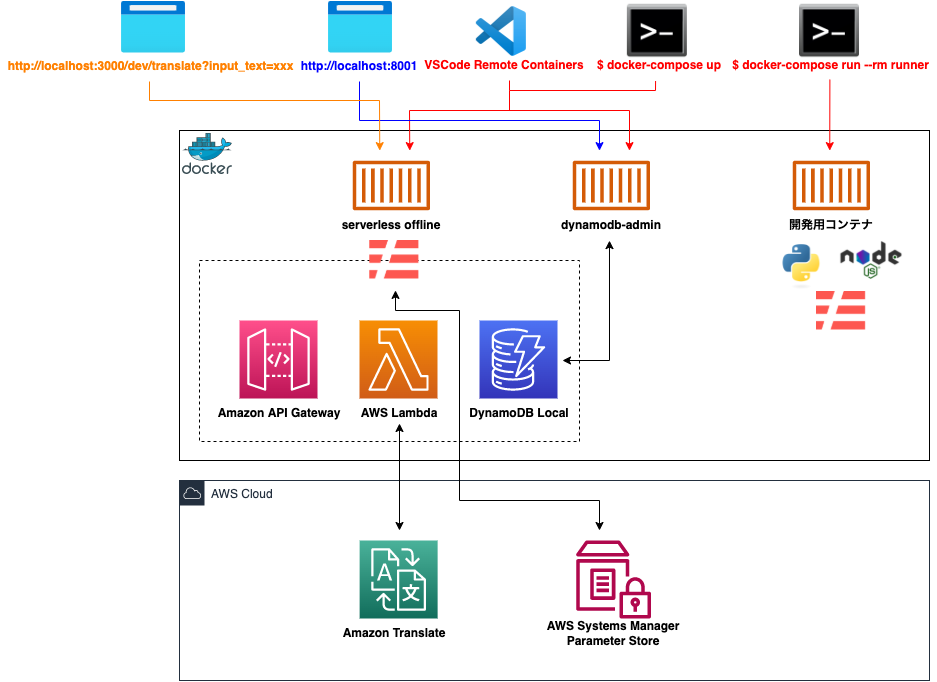 http://localhost:3000/dev/translate?input_text=xxx
http://localhost:8001
VSCode Remote Containers
$ docker-compose up
$ docker-compose run --rm runner
docker
serverless offline
dynamodb-admin
開発用コンテナ
node
JS
</>
Amazon API Gateway
AWS Lambda
DynamoDB Local
AWS Cloud
A
文
Amazon Translate
AWS Systems Manager
Parameter Store